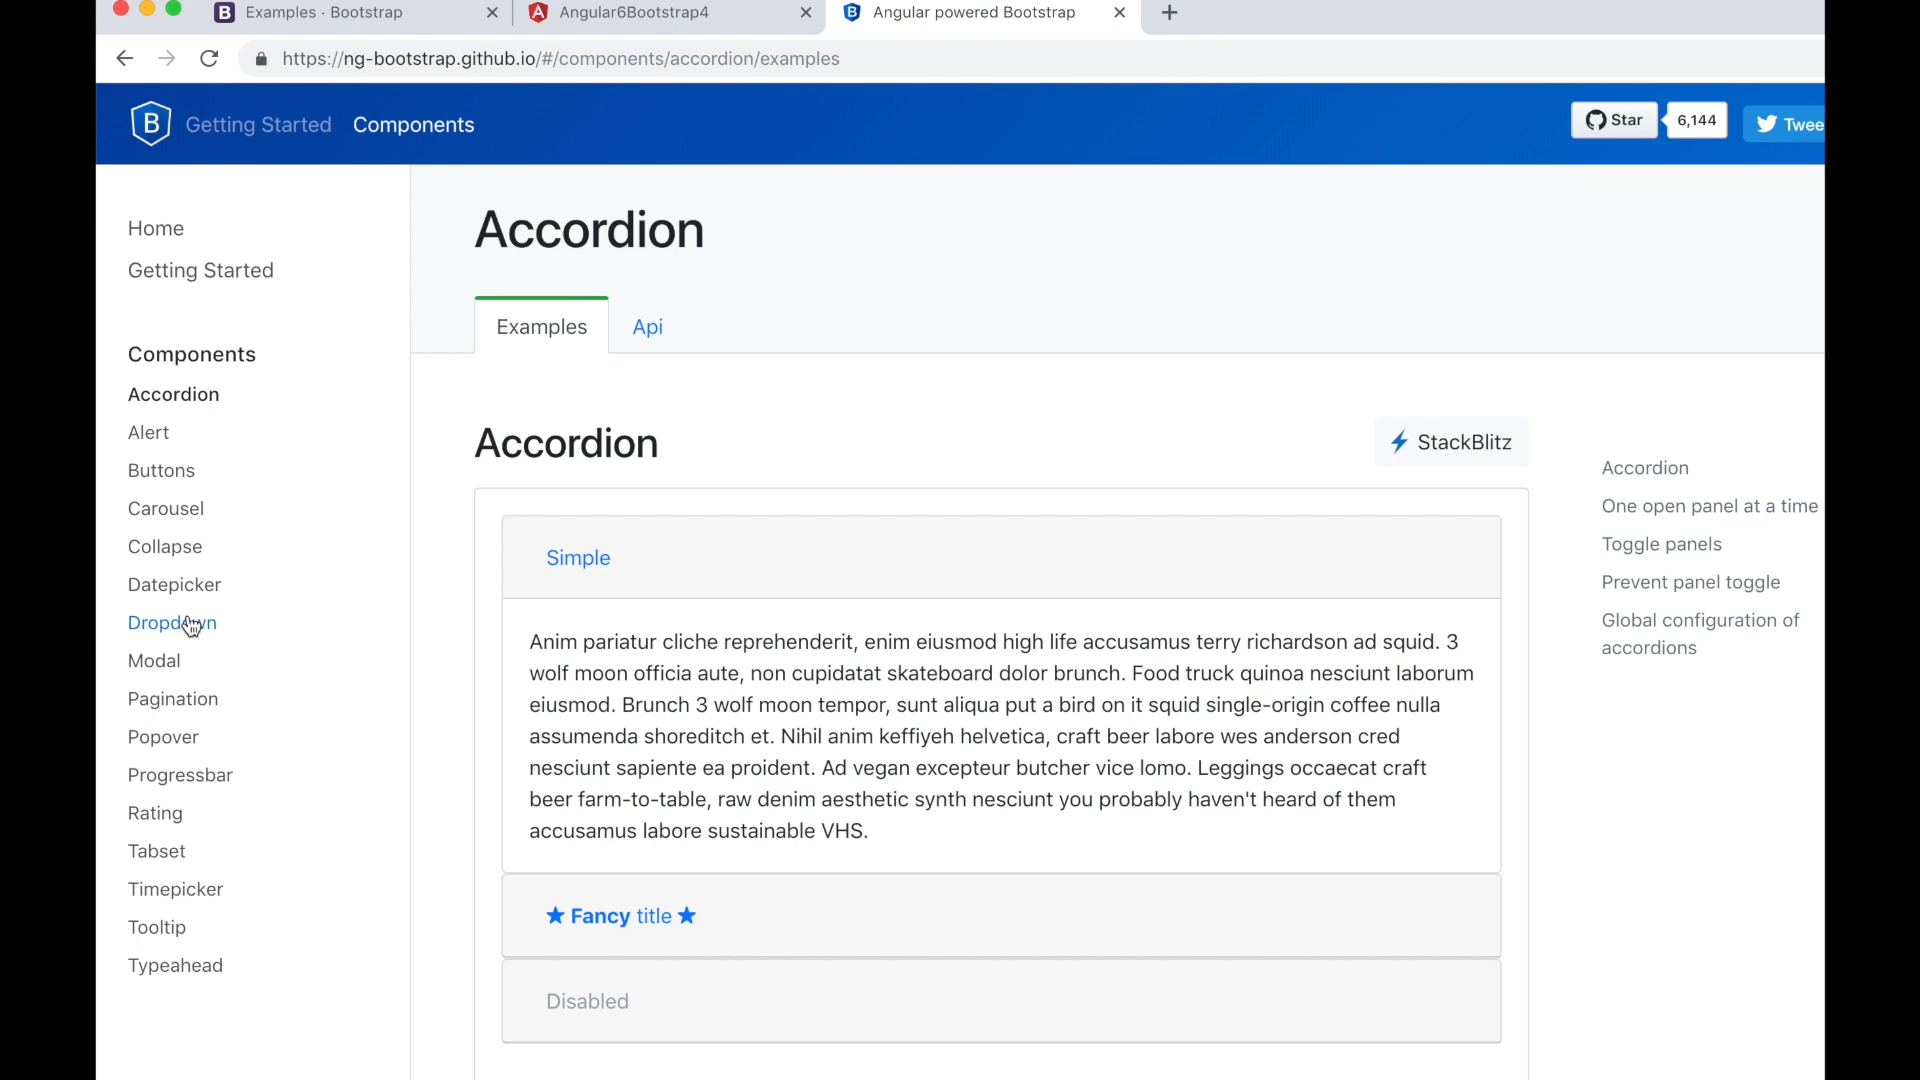 Examples · Bootstrap
Angular6Bootstrap4
Angular powered Bootstrap
https://ng-bootstrap.github.io/#/components/accordion/examples
B Getting Started Components
Star 6,144 Twee
Home
Getting Started
Components
Accordion
Alert
Buttons
Carousel
Collapse
Datepicker
Dropdown
Modal
Pagination
Popover
Progressbar
Rating
Tabset
Timepicker
Tooltip
Typeahead
Accordion
Examples Api
Accordion
StackBlitz
Simple
Anim pariatur cliche reprehenderit, enim eiusmod high life accusamus terry richardson ad squid. 3
wolf moon officia aute, non cupidatat skateboard dolor brunch. Food truck quinoa nesciunt laborum
eiusmod. Brunch 3 wolf moon tempor, sunt aliqua put a bird on it squid single-origin coffee nulla
assumenda shoreditch et. Nihil anim keffiyeh helvetica, craft beer labore wes anderson cred
nesciunt sapiente ea proident. Ad vegan excepteur butcher vice lomo. Leggings occaecat craft
beer farm-to-table, raw denim aesthetic synth nesciunt you probably haven't heard of them
accusamus labore sustainable VHS.
★ Fancy title ★
Disabled
Accordion
One open panel at a time
Toggle panels
Prevent panel toggle
Global configuration of
accordions